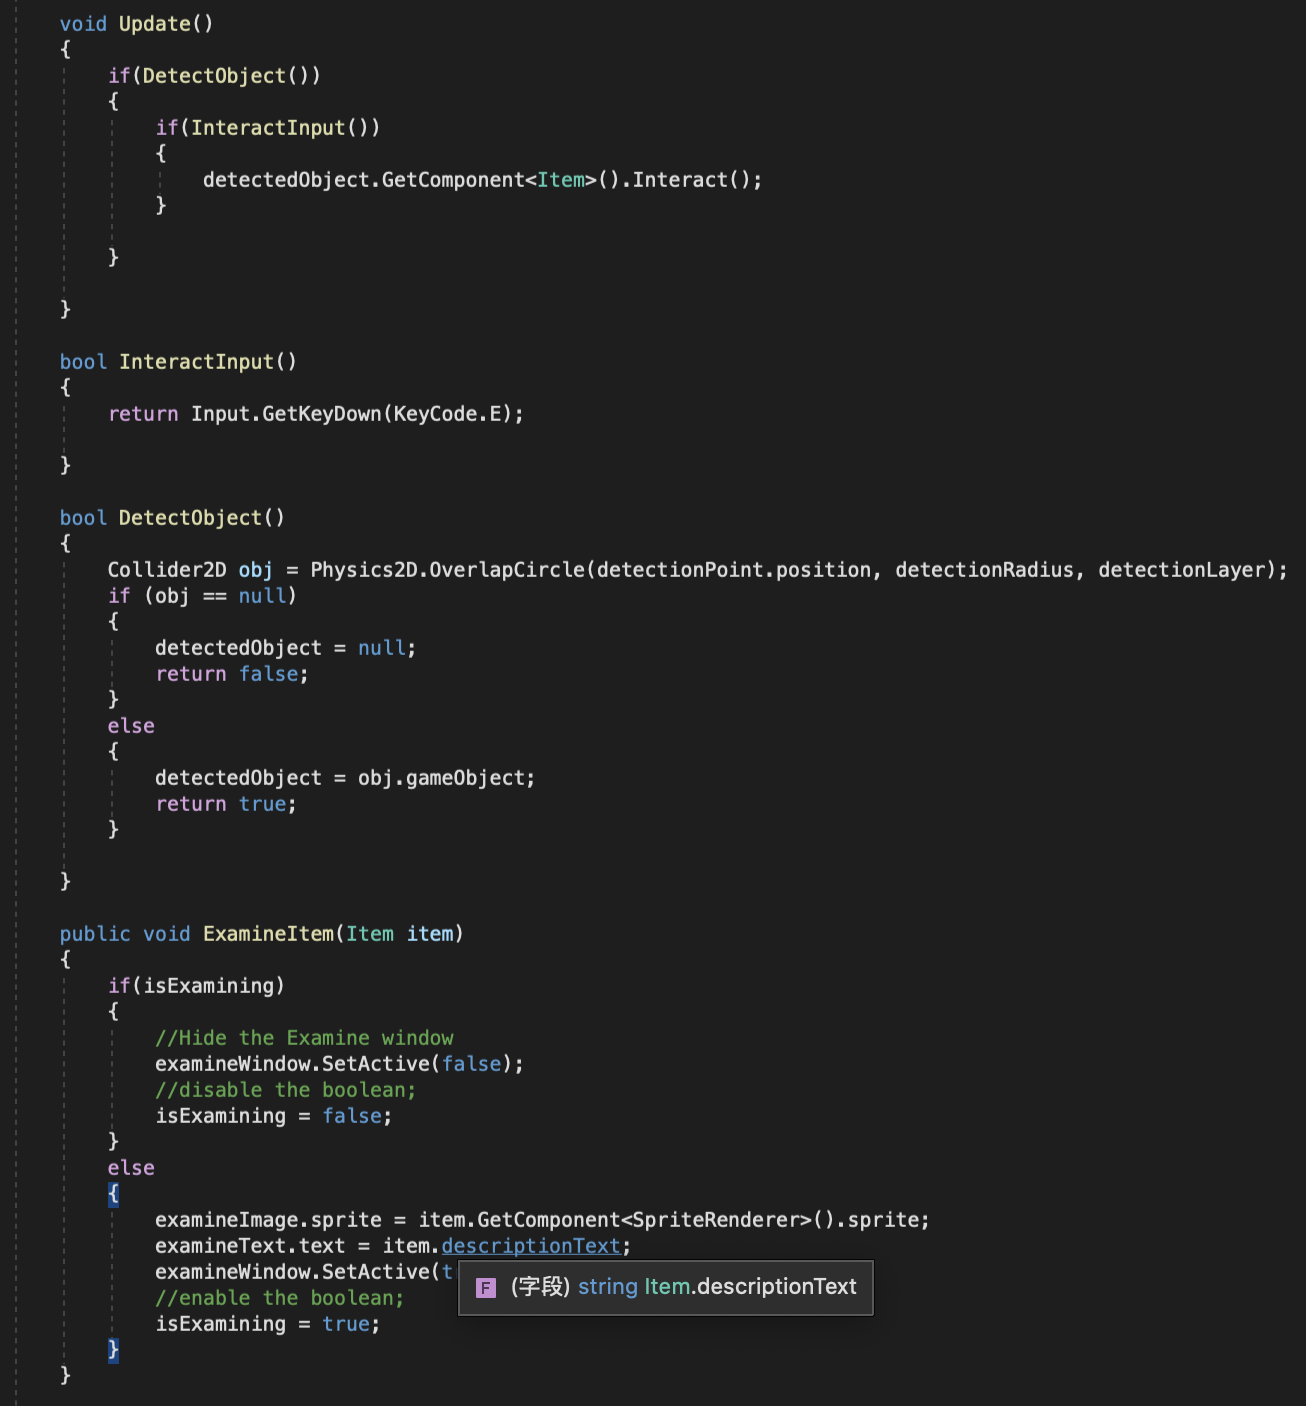 void Update()
{
if(DetectObject())
{
if(InteractInput())
{
detectedObject.GetComponent<Item>().Interact();
}
}
}
bool InteractInput()
{
return Input.GetKeyDown(KeyCode.E);
}
bool DetectObject()
{
Collider2D obj = Physics2D.OverlapCircle(detectionPoint.position, detectionRadius, detectionLayer);
if (obj == null)
{
detectedObject = null;
return false;
}
else
{
detectedObject = obj.gameObject;
return true;
}
}
public void ExamineItem(Item item)
{
if(isExamining)
{
//Hide the Examine window
examineWindow.SetActive(false);
//disable the boolean;
isExamining = false;
}
else
{
examineImage.sprite = item.GetComponent<SpriteRenderer>().sprite;
examineText.text = item.descriptionText;
examineWindow.SetActive(t
F (字段) string Item.descriptionText
//enable the boolean;
isExamining = true;
}
}